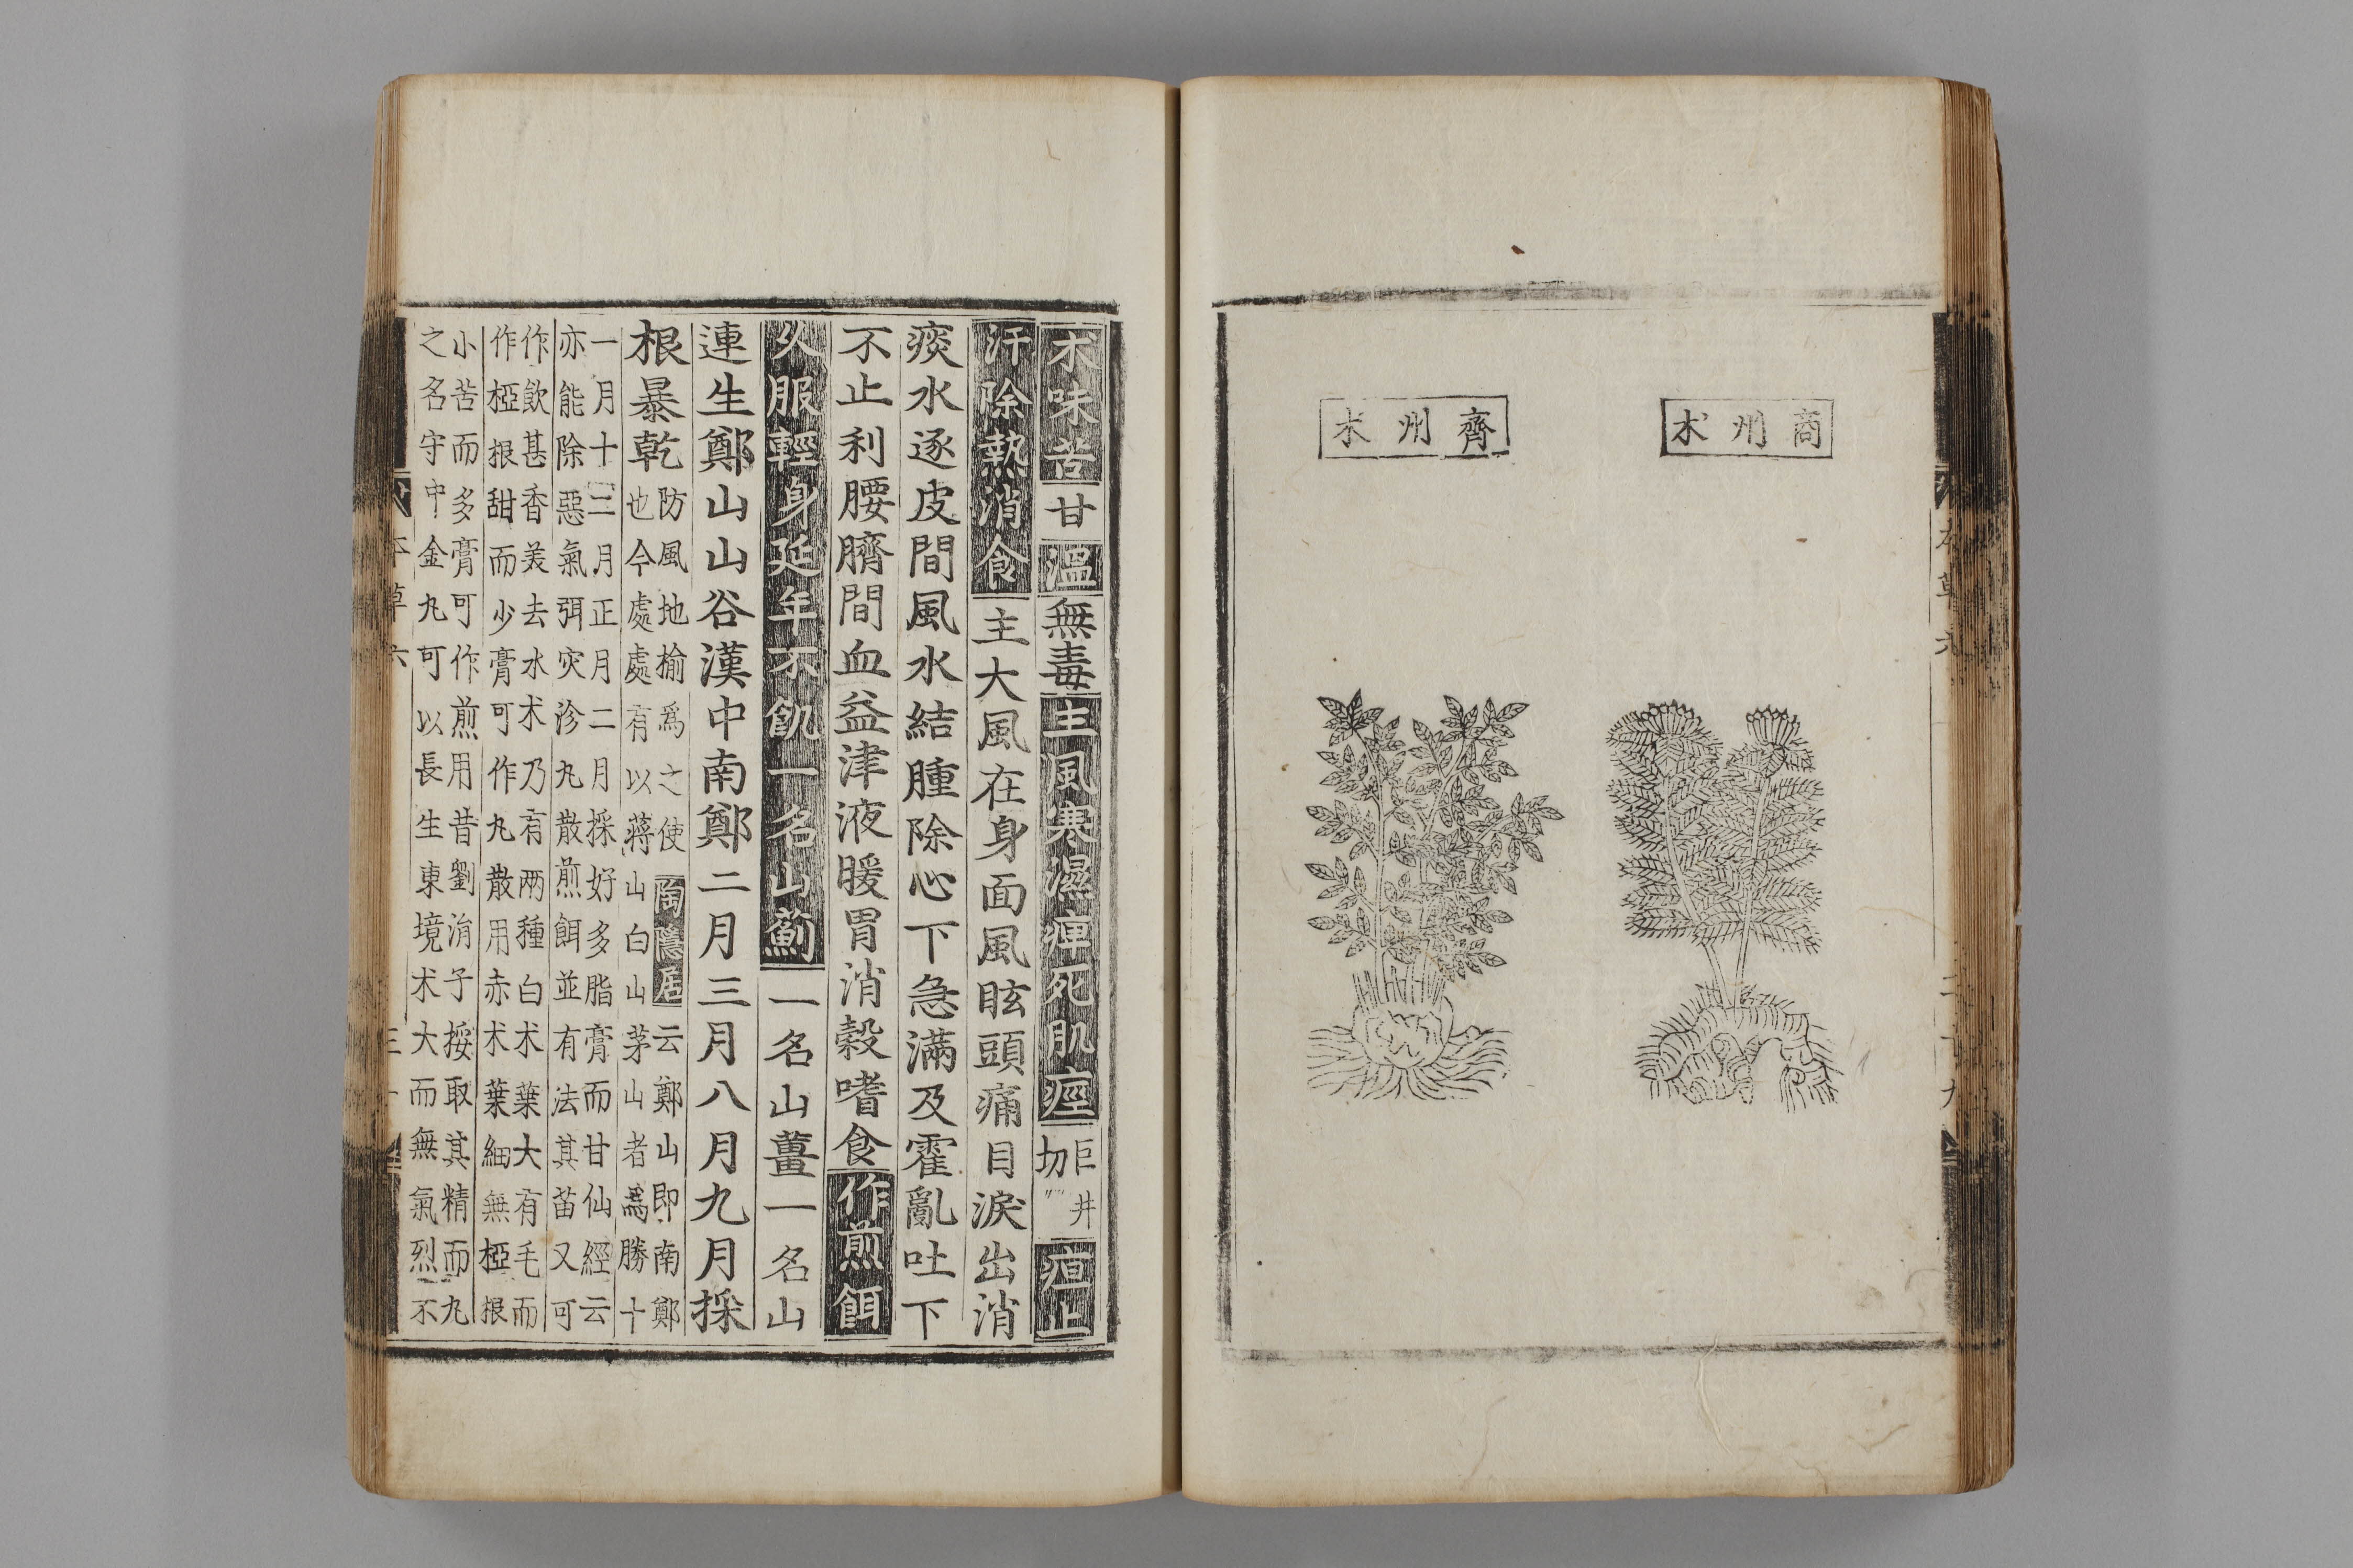 商州朮
齊州朮
朮味苦甘溫無毒主風寒濕痺死肌痙巨井切疸止
汗除熱消食主大風在身面風眩頭痛目淚出消
痰水逐皮間風水結腫除心下急滿及霍亂吐下
不止利腰臍間血益津液暖胃消穀嗜食作煎餌
久服輕身延年不飢一名山薊一名山薑一名山
連生鄭山山谷漢中南鄭二月三月八月九月採
根暴乾
防風地榆爲之使陶隱居云鄭山即南鄭
也今處處有以蔣山白山茅山者爲勝十
一月十二月正月二月採好多脂膏而甘仙經云
亦能除惡氣弭灾沴丸散煎餌並有法其苗又可
作飲甚香美去水朮乃有兩種白朮葉大有毛而
作椏根甜而少膏可作丸散用赤朮葉細無椏根
小苦而多膏可作煎用昔劉涓子挼取其精而丸
之名守中金丸可以長生東境朮大而無氣烈不
本草六